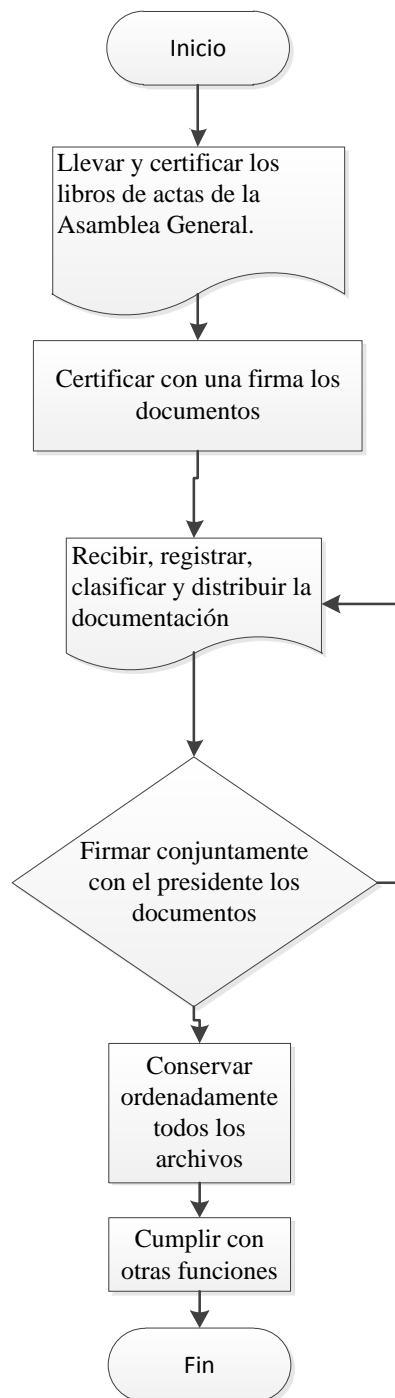 Inicio
Llevar y certificar los
libros de actas de la
Asamblea General.
Certificar con una firma los
documentos
Recibir, registrar,
clasificar y distribuir la
documentación
Firmar conjuntamente
con el presidente los
documentos
Conservar
ordenadamente
todos los
archivos
Cumplir con
otras funciones
Fin